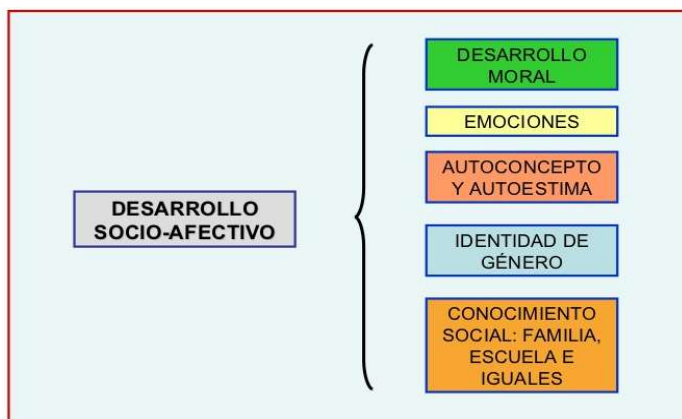 DESARROLLO
SOCIO-AFECTIVO
DESARROLLO
MORAL
EMOCIONES
AUTOCONCEPTO
Y AUTOESTIMA
IDENTIDAD DE
GÉNERO
CONOCIMIENTO
SOCIAL: FAMILIA,
ESCUELA E
IGUALES